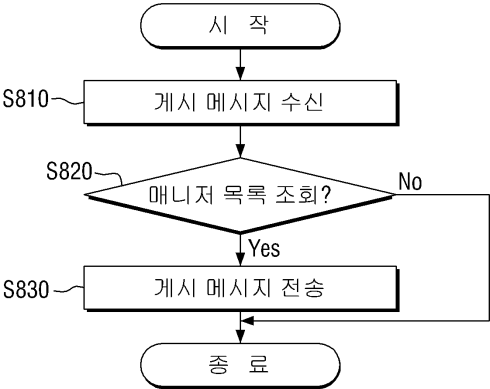 시 작
S810
게시 메시지 수신
S820
매니저 목록 조회?
No
Yes
S830
게시 메시지 전송
종 료